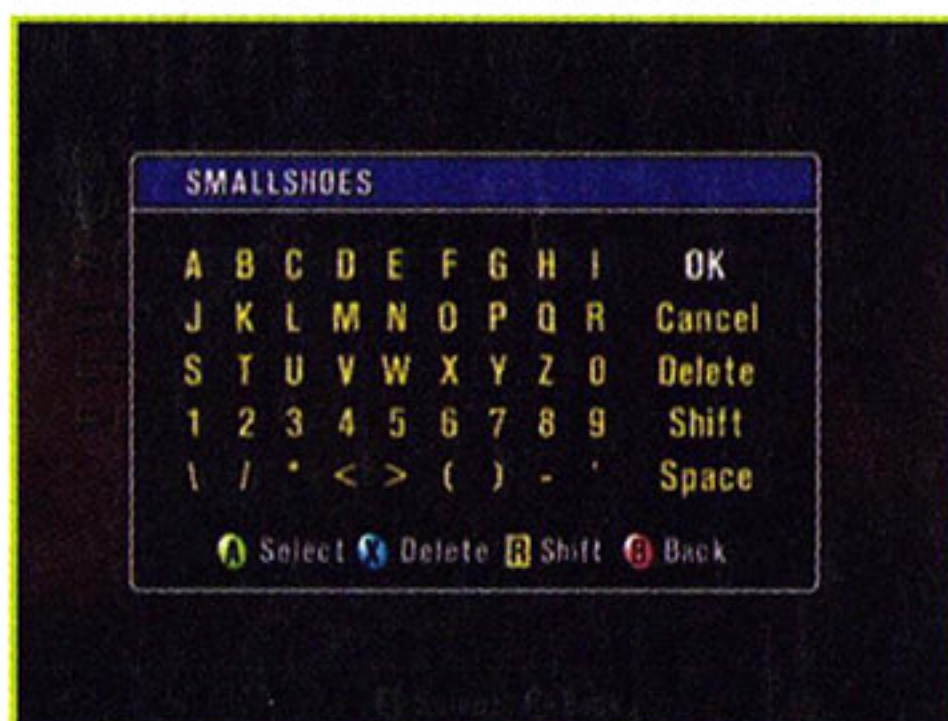 SMALLSHOES
A B C D E F G H I OK
J K L M N O P Q R Cancel
S T U V W X Y Z 0 Delete
1 2 3 4 5 6 7 8 9 Shift
\ / * < > ( ) - ' Space
A Select X Delete R Shift B Back